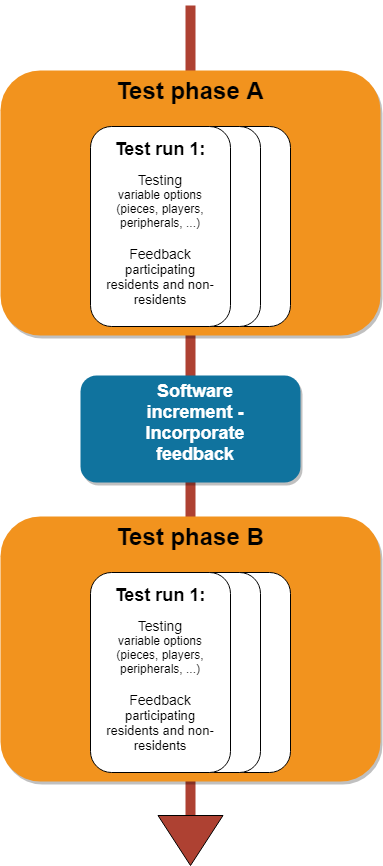 Test phase A
Test run 1:
Testing
variable options
(pieces, players,
peripherals, ...)
Feedback
participating
residents and non-
residents
Software
increment -
Incorporate
feedback
Test phase B
Test run 1:
Testing
variable options
(pieces, players,
peripherals, ...)
Feedback
participating
residents and non-
residents